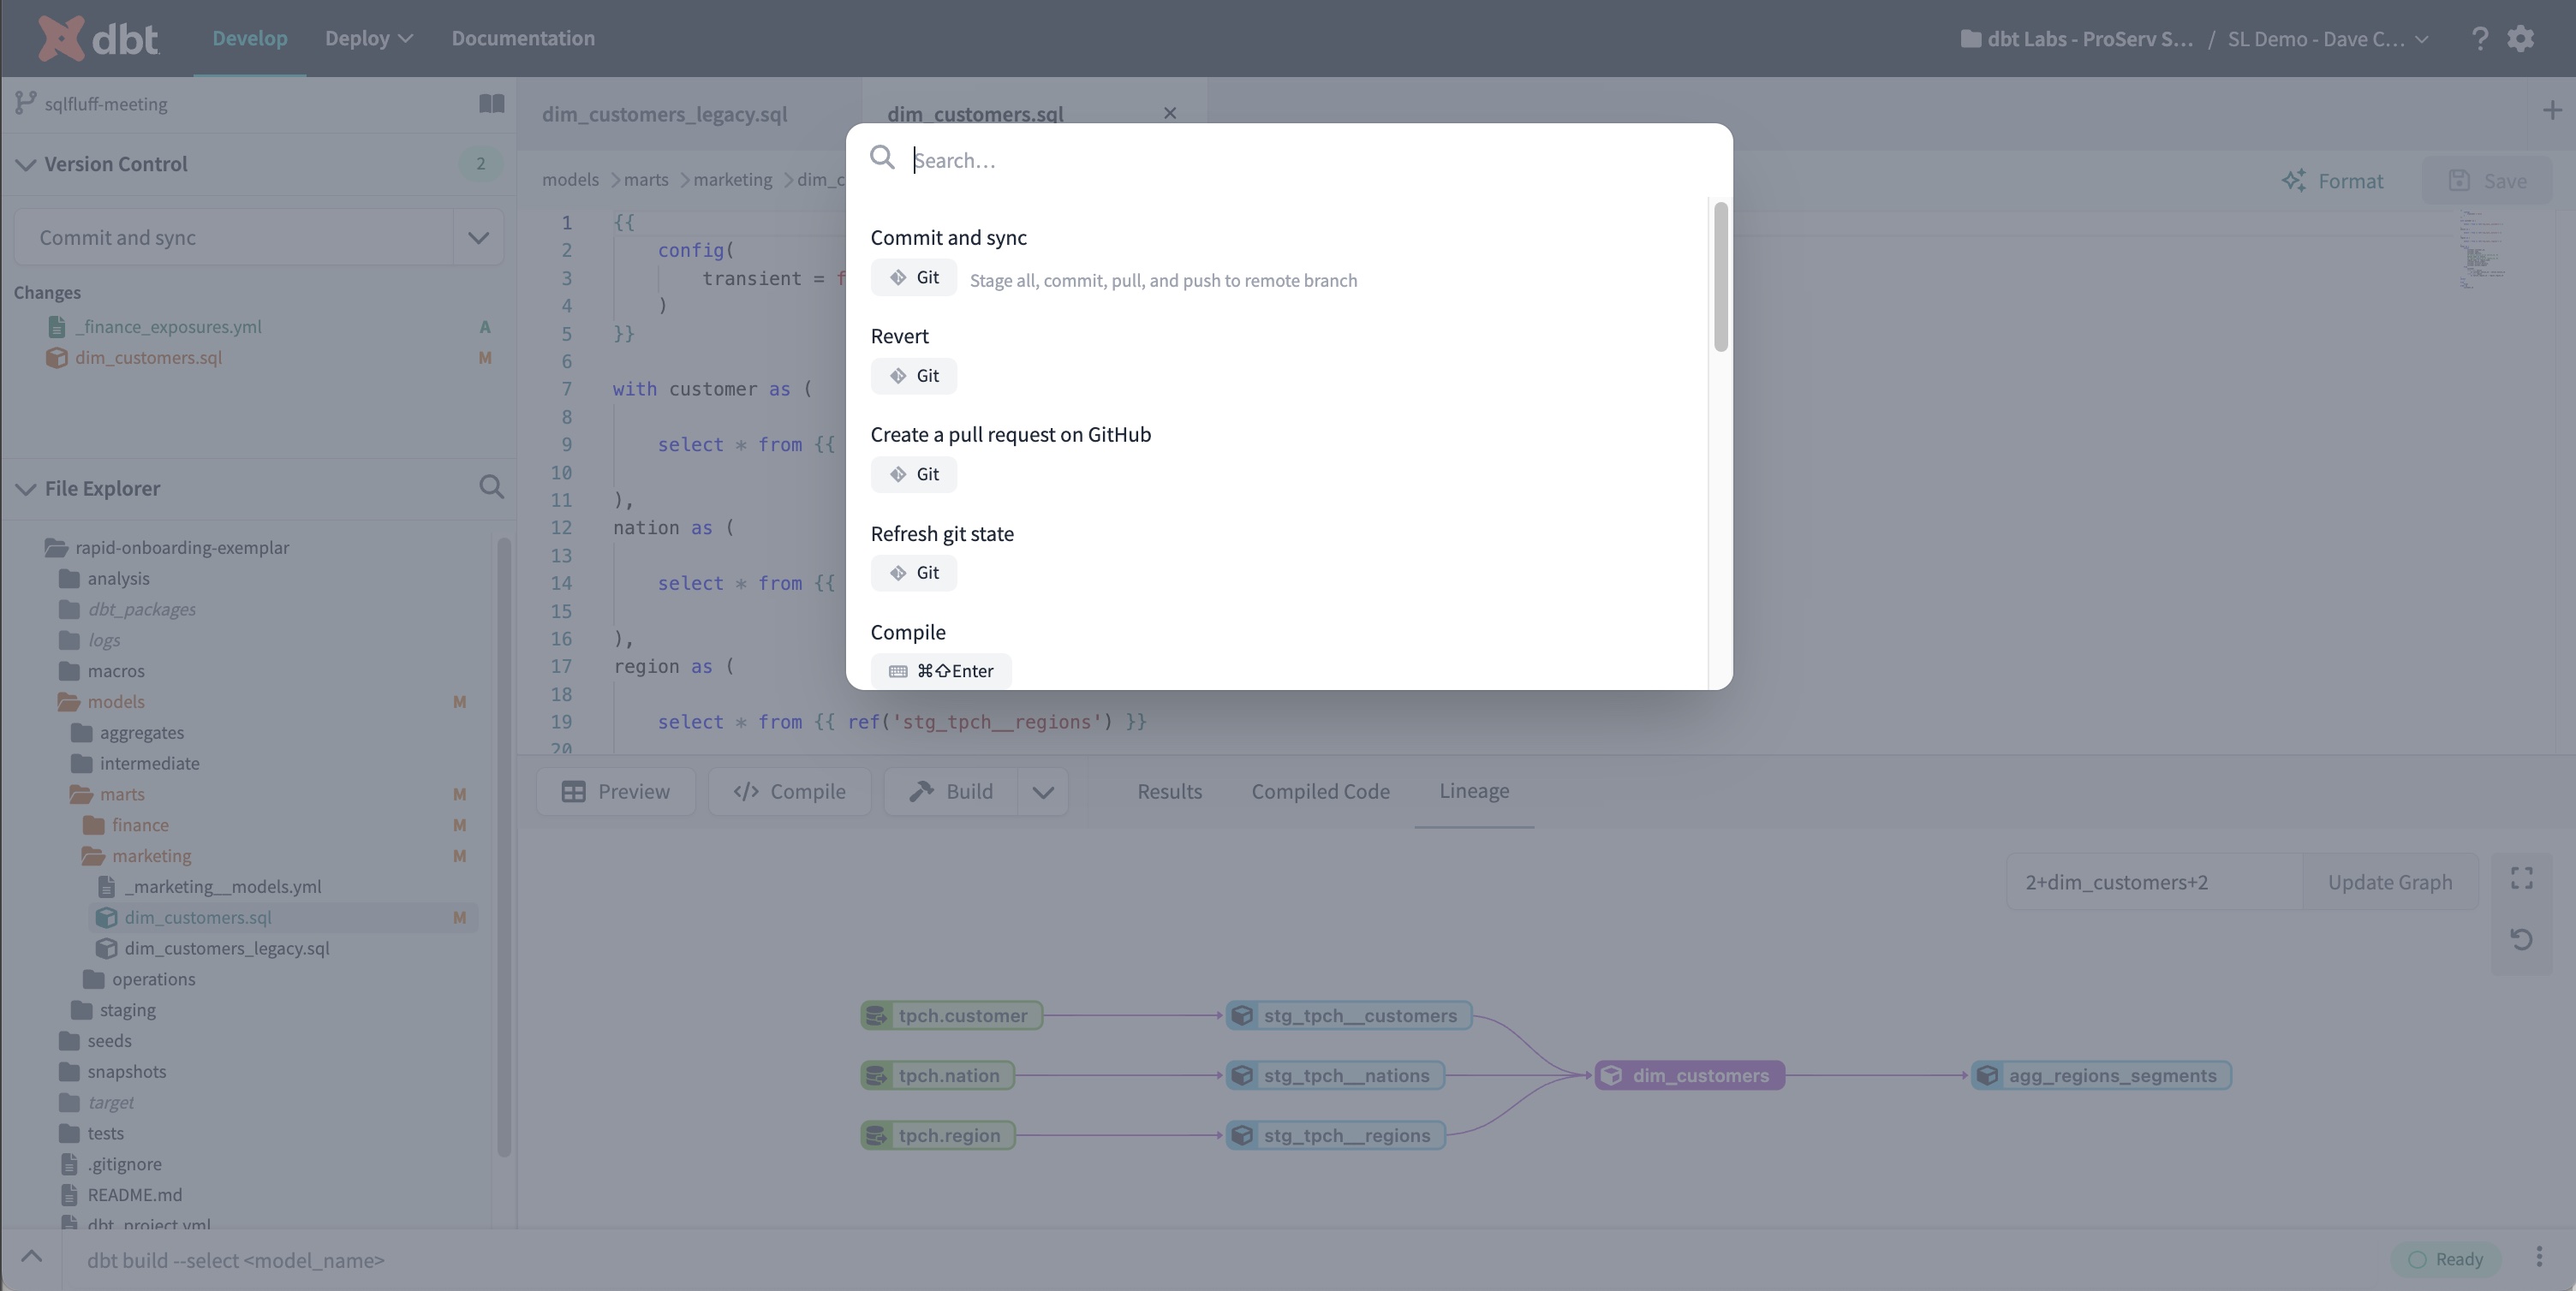 dbt
Develop
Deploy
Documentation
dbt Labs - ProServ S... / SL Demo - Dave C...
sqlfluff-meeting
Version Control
2
Commit and sync
Changes
_finance_exposures.yml A
dim_customers.sql M
File Explorer
rapid-onboarding-exemplar
analysis
dbt_packages
logs
macros
models M
aggregates
intermediate
marts M
finance M
marketing M
_marketing__models.yml
dim_customers.sql M
dim_customers_legacy.sql
operations
staging
seeds
snapshots
target
tests
.gitignore
README.md
dbt_project.yml
dim_customers_legacy.sql
dim_customers.sql
models > marts > marketing > dim_c
Format
Save
1 {{
2 config(
3 transient = f
4 )
5 }}
6
7 with customer as (
8
9 select * from {{
10
11 ),
12 nation as (
13
14 select * from {{
15
16 ),
17 region as (
18
19 select * from {{ ref('stg_tpch__regions') }}
20
Search...
Commit and sync
Git Stage all, commit, pull, and push to remote branch
Revert
Git
Create a pull request on GitHub
Git
Refresh git state
Git
Compile
⌘⇧Enter
Preview
</> Compile
Build
Results
Compiled Code
Lineage
2+dim_customers+2
Update Graph
tpch.customer
stg_tpch__customers
tpch.nation
stg_tpch__nations
dim_customers
agg_regions_segments
tpch.region
stg_tpch__regions
dbt build --select <model_name>
Ready